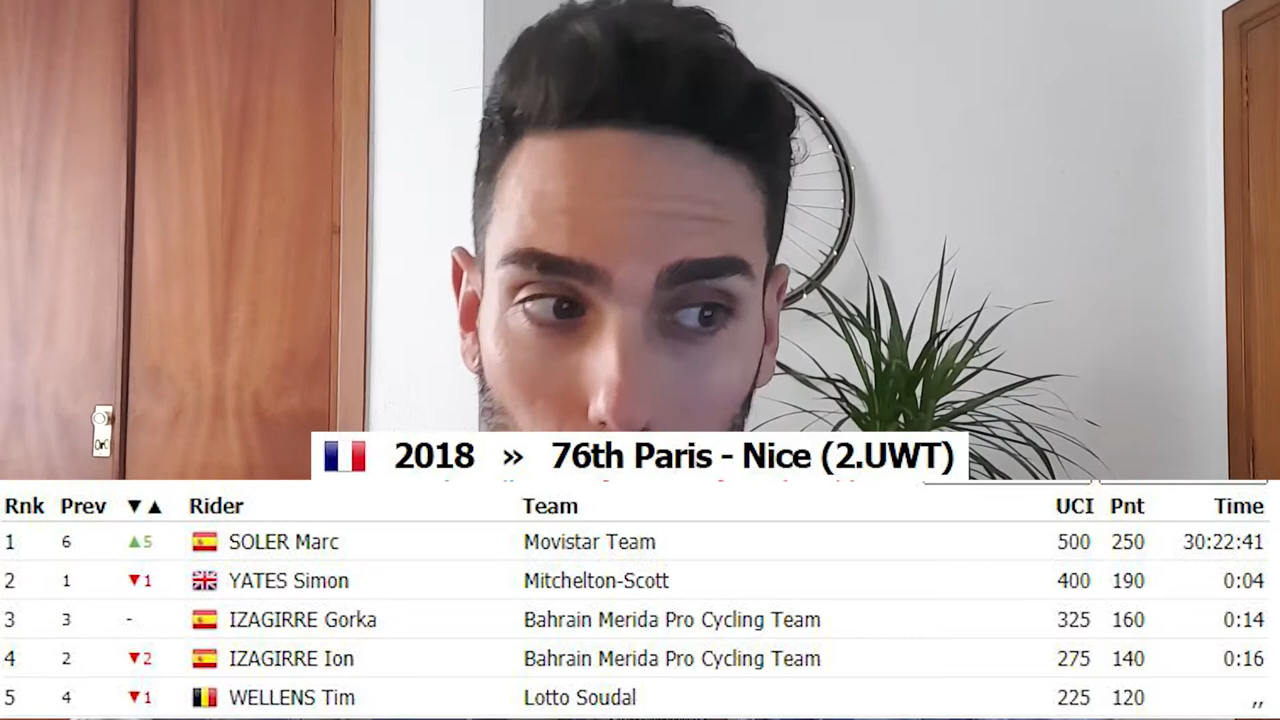 2018 » 76th Paris - Nice (2.UWT)
Rnk Prev ▼▲ Rider Team UCI Pnt Time
1 6 ▲5 SOLER Marc Movistar Team 500 250 30:22:41
2 1 ▼1 YATES Simon Mitchelton-Scott 400 190 0:04
3 3 - IZAGIRRE Gorka Bahrain Merida Pro Cycling Team 325 160 0:14
4 2 ▼2 IZAGIRRE Ion Bahrain Merida Pro Cycling Team 275 140 0:16
5 4 ▼1 WELLENS Tim Lotto Soudal 225 120 ,,